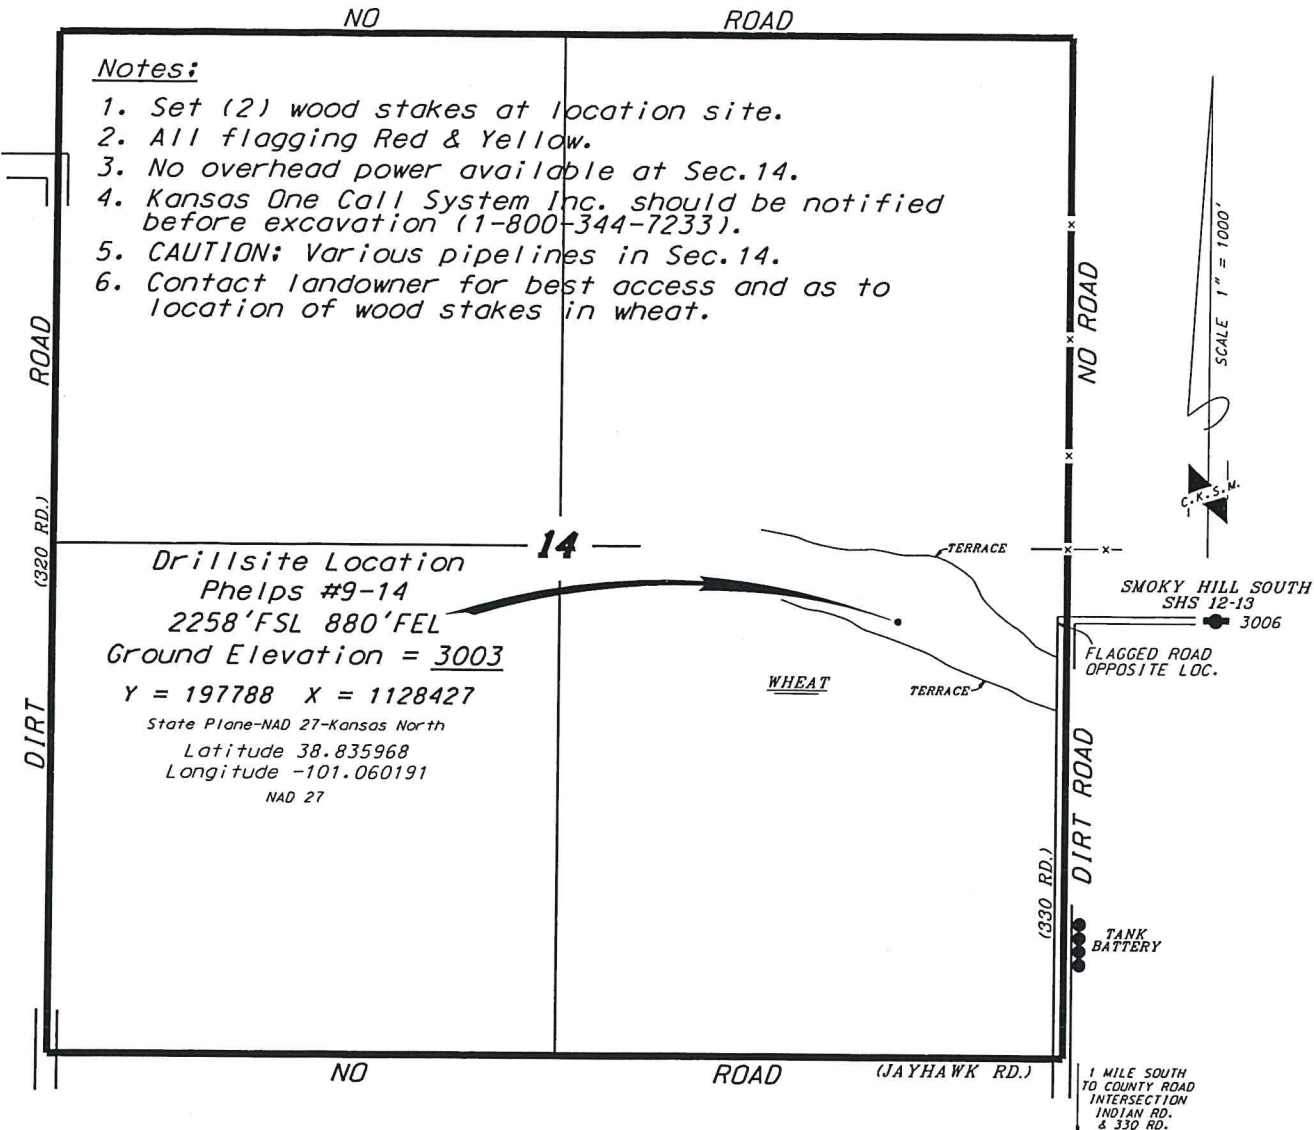 NO ROAD
Notes:
1. Set (2) wood stakes at location site.
2. All flagging Red & Yellow.
3. No overhead power available at Sec. 14.
4. Kansas One Call System Inc. should be notified
before excavation (1-800-344-7233).
5. CAUTION: Various pipelines in Sec. 14.
6. Contact landowner for best access and as to
location of wood stakes in wheat.
ROAD
(320 RD.)
DIRT
NO ROAD
SCALE 1" = 1000'
C.K.S.M.
14
Drillsite Location
Phelps #9-14
2258'FSL 880'FEL
Ground Elevation = 3003
Y = 197788 X = 1128427
State Plane-NAD 27-Kansas North
Latitude 38.835968
Longitude -101.060191
NAD 27
TERRACE
WHEAT
TERRACE
SMOKY HILL SOUTH
SHS 12-13
3006
FLAGGED ROAD
OPPOSITE LOC.
DIRT ROAD
(330 RD.)
TANK
BATTERY
NO ROAD (JAYHAWK RD.)
1 MILE SOUTH
TO COUNTY ROAD
INTERSECTION
INDIAN RD.
& 330 RD.